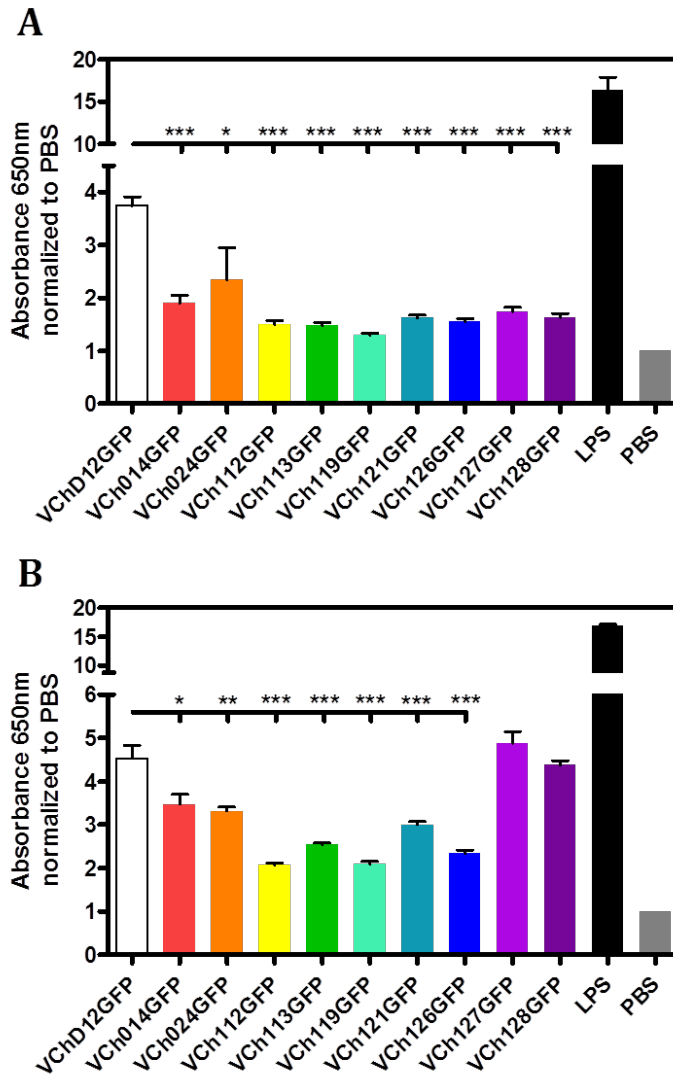 A
Absorbance 650nm
normalized to PBS
20
15
10
4
3
2
1
0
*** * *** *** *** *** *** *** ***
VChD12GFP VCh014GFP VCh024GFP VCh112GFP VCh113GFP VCh119GFP VCh121GFP VCh126GFP VCh127GFP VCh128GFP LPS PBS
B
Absorbance 650nm
normalized to PBS
20
15
10
6
5
4
3
2
1
0
* ** *** *** *** *** ***
VChD12GFP VCh014GFP VCh024GFP VCh112GFP VCh113GFP VCh119GFP VCh121GFP VCh126GFP VCh127GFP VCh128GFP LPS PBS